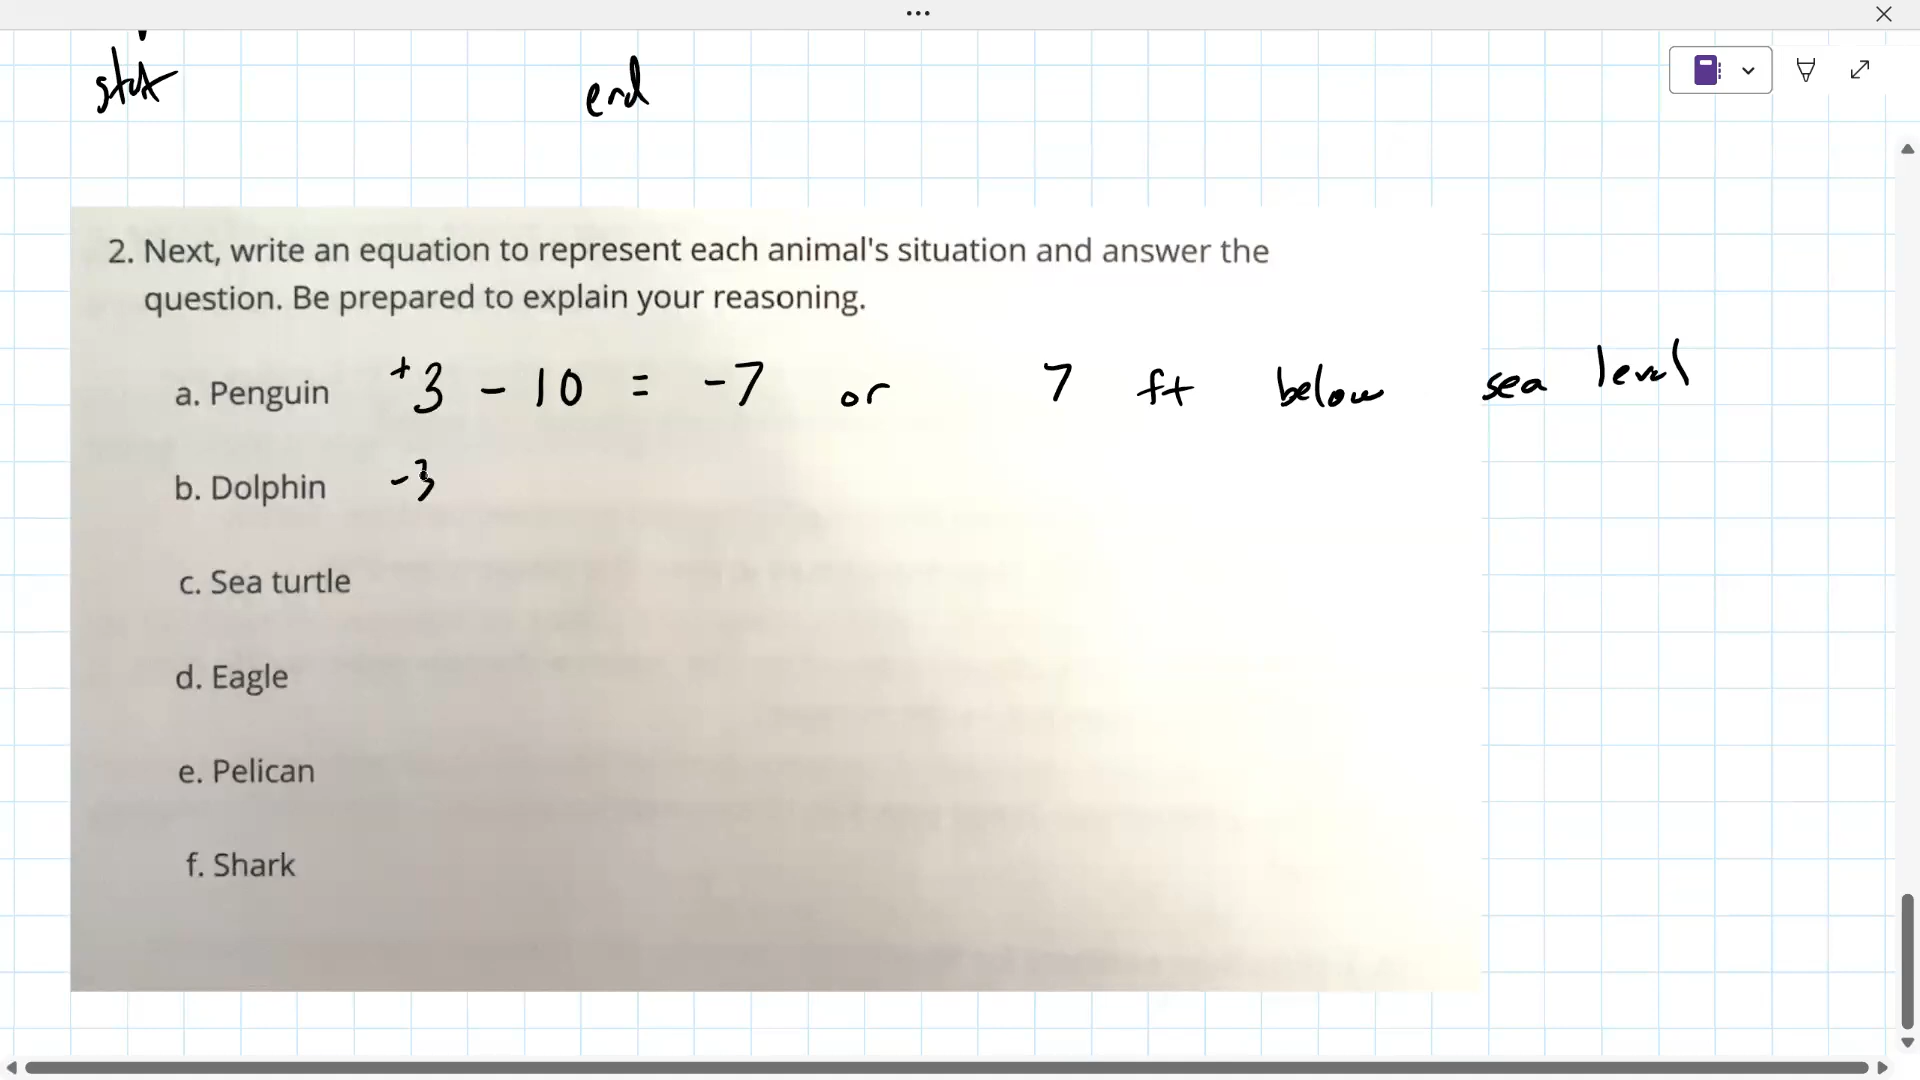 start end
2. Next, write an equation to represent each animal's situation and answer the
question. Be prepared to explain your reasoning.
a. Penguin +3 - 10 = -7 or 7 ft below sea level
b. Dolphin -3
c. Sea turtle
d. Eagle
e. Pelican
f. Shark